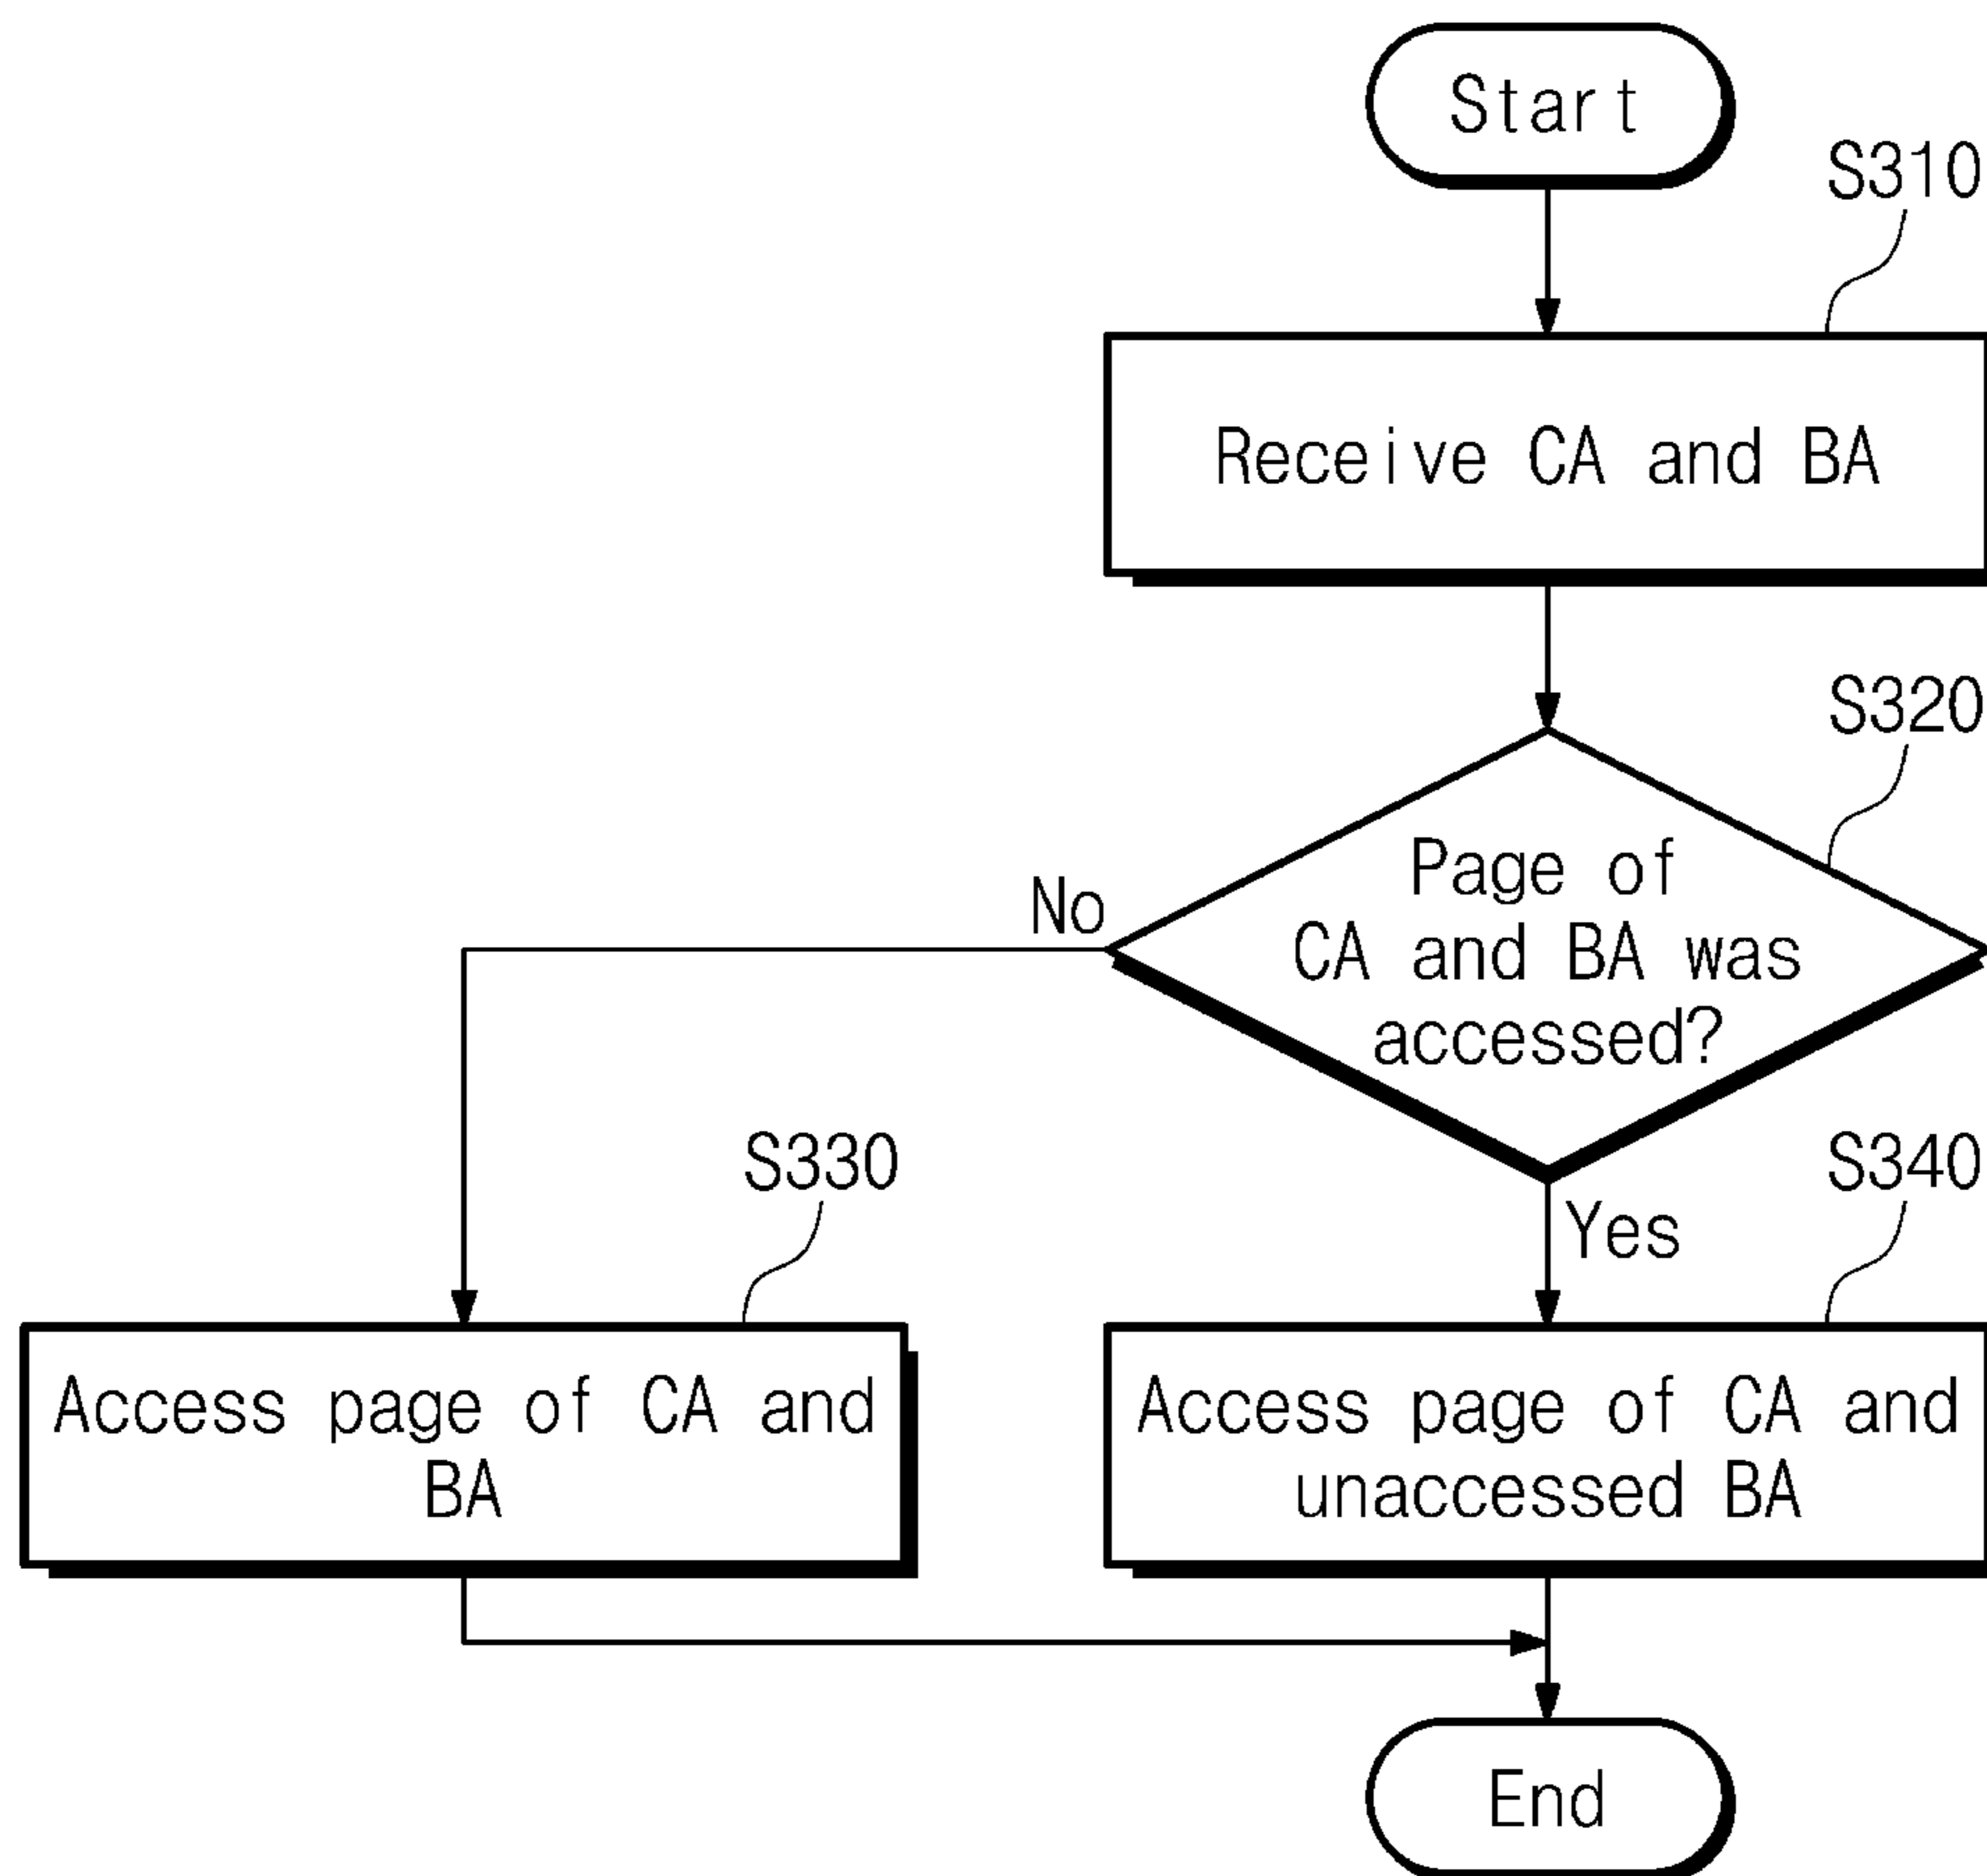 Start
S310
Receive CA and BA
S320
Page of
CA and BA was
accessed?
No
Yes
S330
Access page of CA and
BA
S340
Access page of CA and
unaccessed BA
End